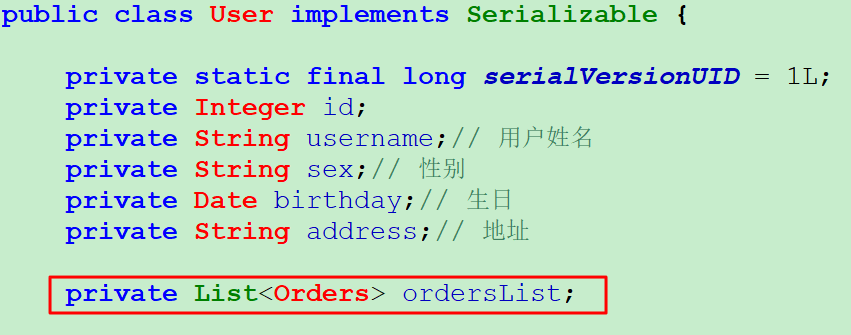 public class User implements Serializable {
private static final long serialVersionUID = 1L;
private Integer id;
private String username;// 用户姓名
private String sex;// 性别
private Date birthday;// 生日
private String address;// 地址
private List<Orders> ordersList;